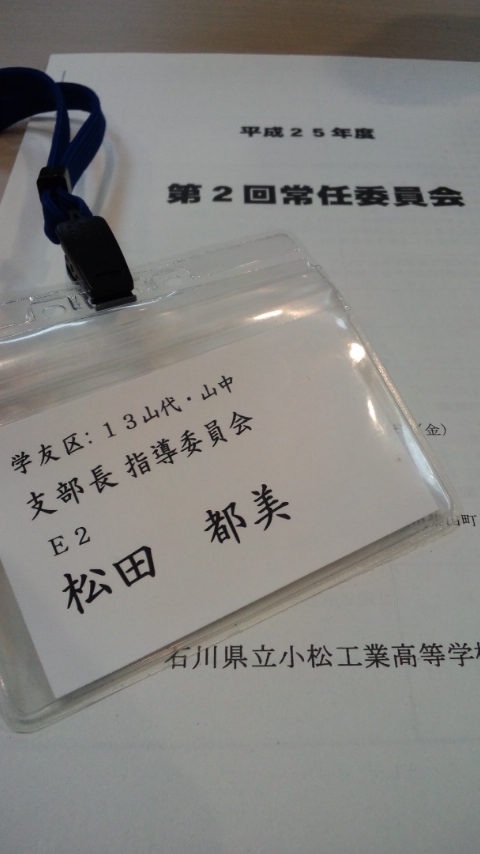 平成２５年度
第２回常任委員会
（金）
学友区：１３山代・山中
支部長 指導委員会
Ｅ２
松田 都美
石川県立小松工業高等学校